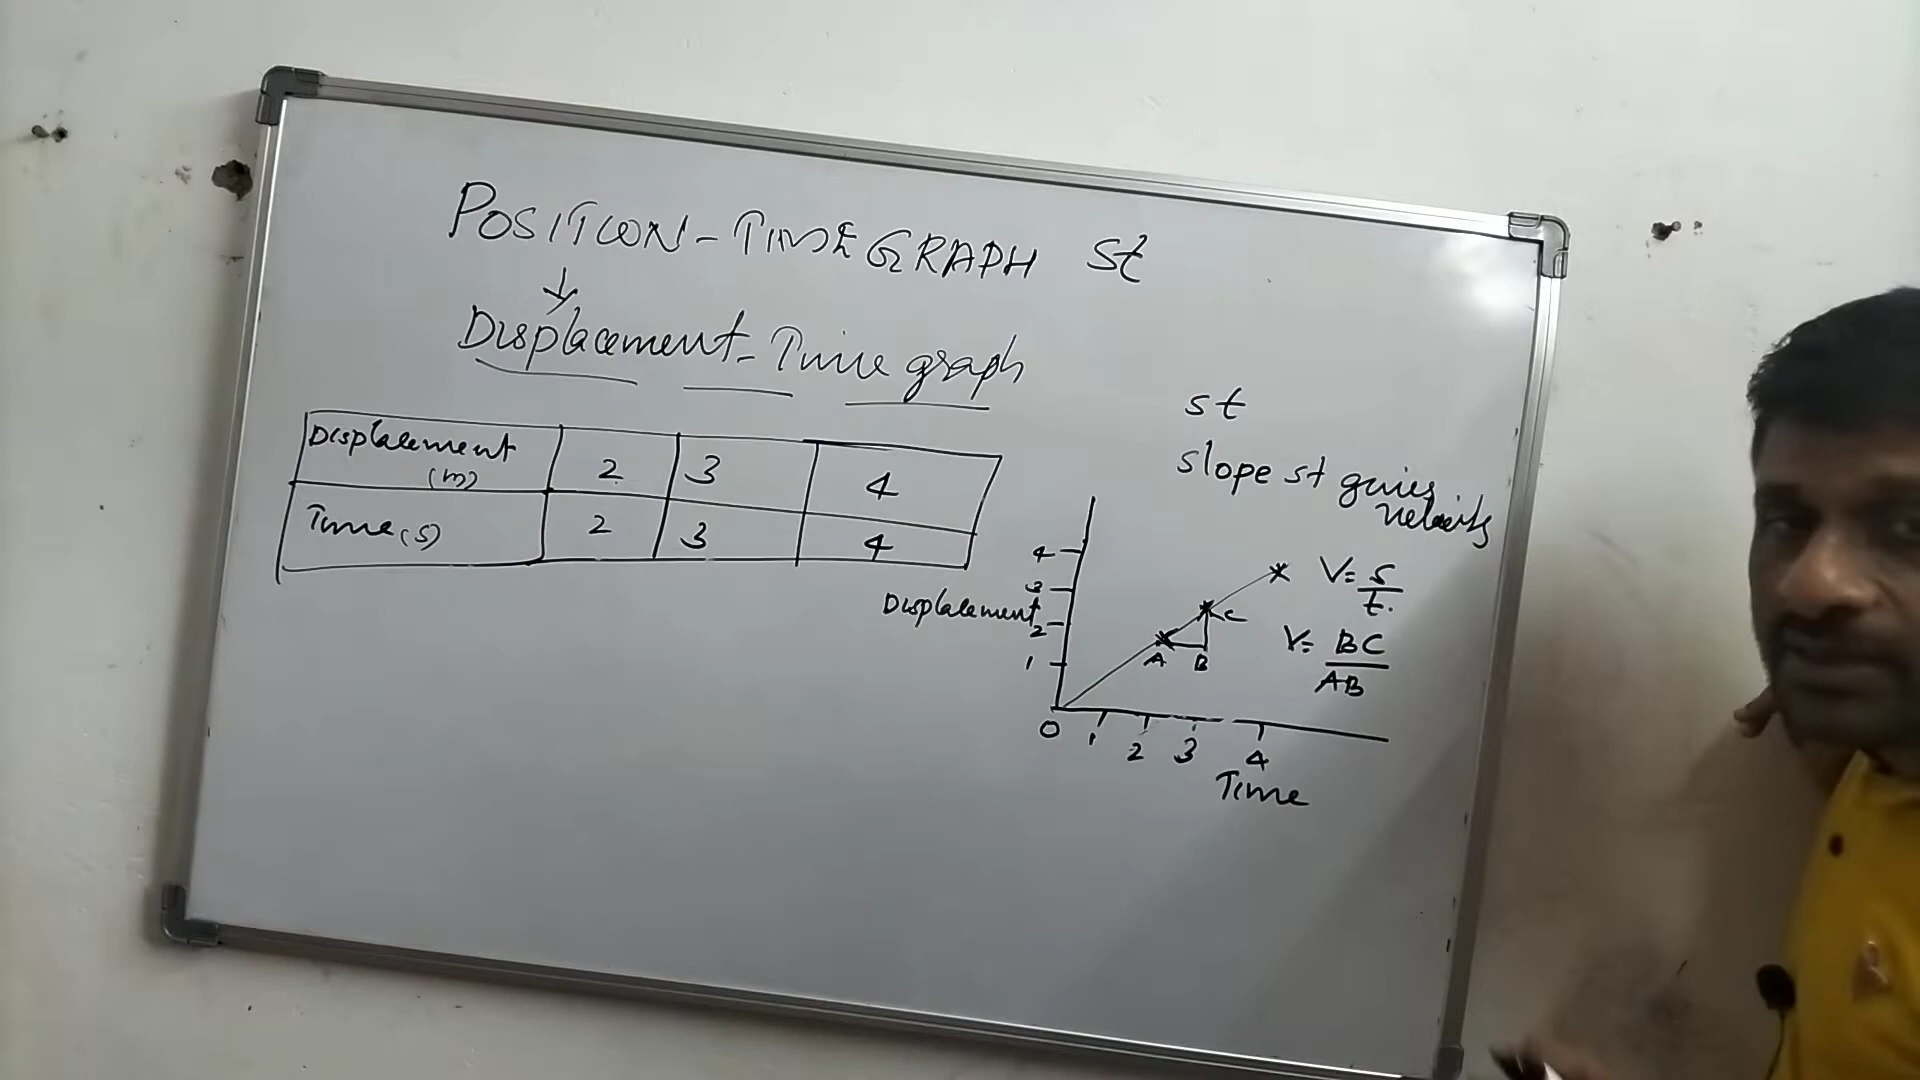 POSITION-TIME GRAPH st
↓
Displacement-Time graph
Displacement (m) 2 3 4
Time(s) 2 3 4
st
slope st gives
velocity
4
3
Displacement
2
1
0 1 2 3 4
Time
A B C
V= s/t.
V= BC/AB